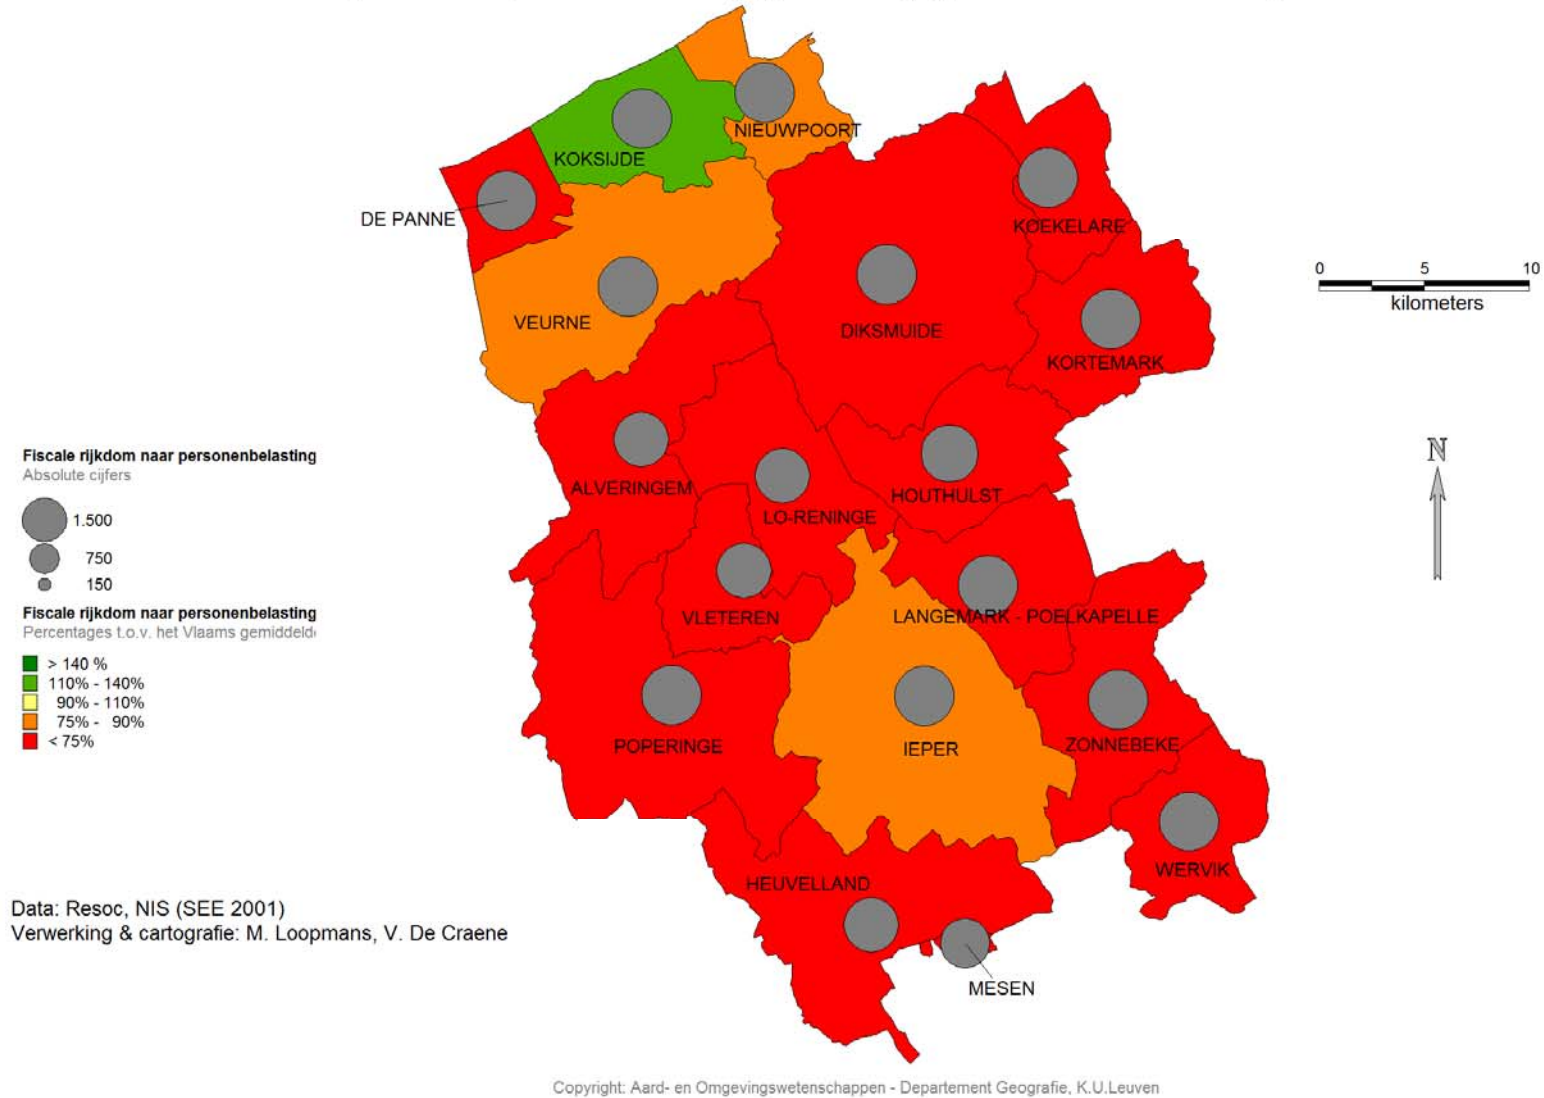 NIEUWPOORT
KOKSIJDE
DE PANNE
KOEKELARE
VEURNE
DIKSMUIDE
KORTEMARK
0 5 10
kilometers
ALVERINGEM
HOUTHULST
LO-RENINGE
N
Fiscale rijkdom naar personenbelasting
Absolute cijfers
1.500
750
150
Fiscale rijkdom naar personenbelasting
Percentages t.o.v. het Vlaams
> 140 %
110% - 140%
90% - 110%
75% - 90%
< 75%
VLETEREN
LANGEMARK - POELKAPELLE
POPERINGE
IEPER
ZONNEBEKE
WERVIK
HEUVELLAND
MESEN
Data: Resoc, NIS (SEE 2001)
Verwerking & cartografie: M. Loopmans, V. De Craene
Copyright: Aard- en Omgevingswetenschappen - Departement Geografie, K.U.Leuven